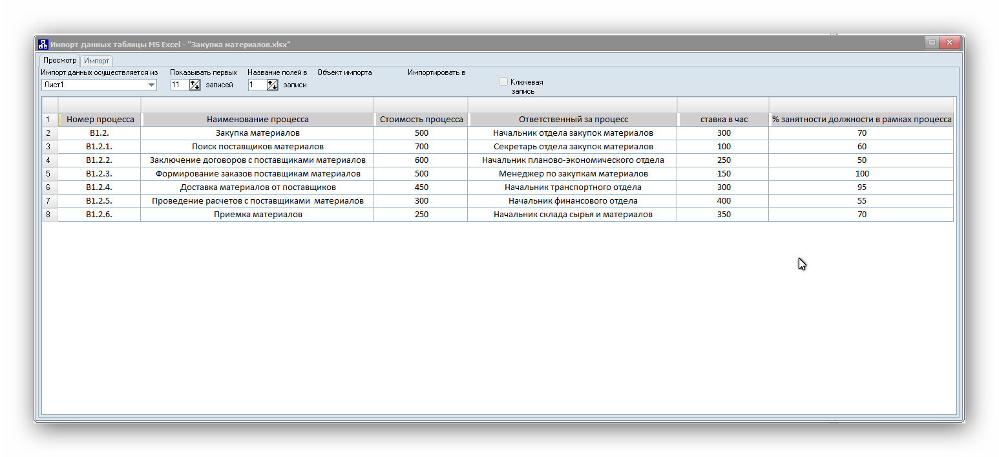 Импорт данных таблицы MS Excel - "Закупка материалов.xlsx"
Просмотр Импорт
Импорт данных осуществляется из Показывать первых Название полей в Объект импорта Импортировать в
Лист1 11 записей 1 записи Ключевая
запись
1 Номер процесса Наименование процесса Стоимость процесса Ответственный за процесс ставка в час % занятности должности в рамках процесса
2 B1.2. Закупка материалов 500 Начальник отдела закупок материалов 300 70
3 B1.2.1. Поиск поставщиков материалов 700 Секретарь отдела закупок материалов 100 60
4 B1.2.2. Заключение договоров с поставщиками материалов 600 Начальник планово-экономического отдела 250 50
5 B1.2.3. Формирование заказов поставщикам материалов 500 Менеджер по закупкам материалов 150 100
6 B1.2.4. Доставка материалов от поставщиков 450 Начальник транспортного отдела 300 95
7 B1.2.5. Проведение расчетов с поставщиками  материалов 300 Начальник финансового отдела 400 55
8 B1.2.6. Приемка материалов 250 Начальник склада сырья и материалов 350 70